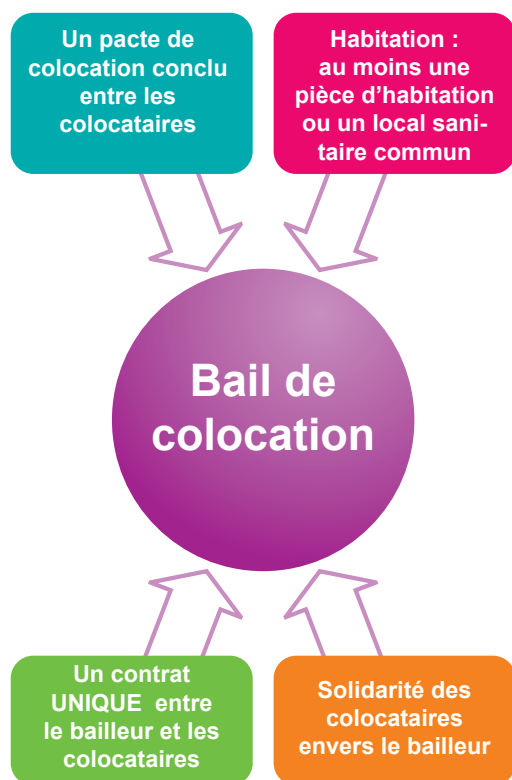 Un pacte de
colocation conclu
entre les
colocataires
Habitation :
au moins une
pièce d’habitation
ou un local sani-
taire commun
Bail de
colocation
Un contrat
UNIQUE entre
le bailleur et les
colocataires
Solidarité des
colocataires
envers le bailleur